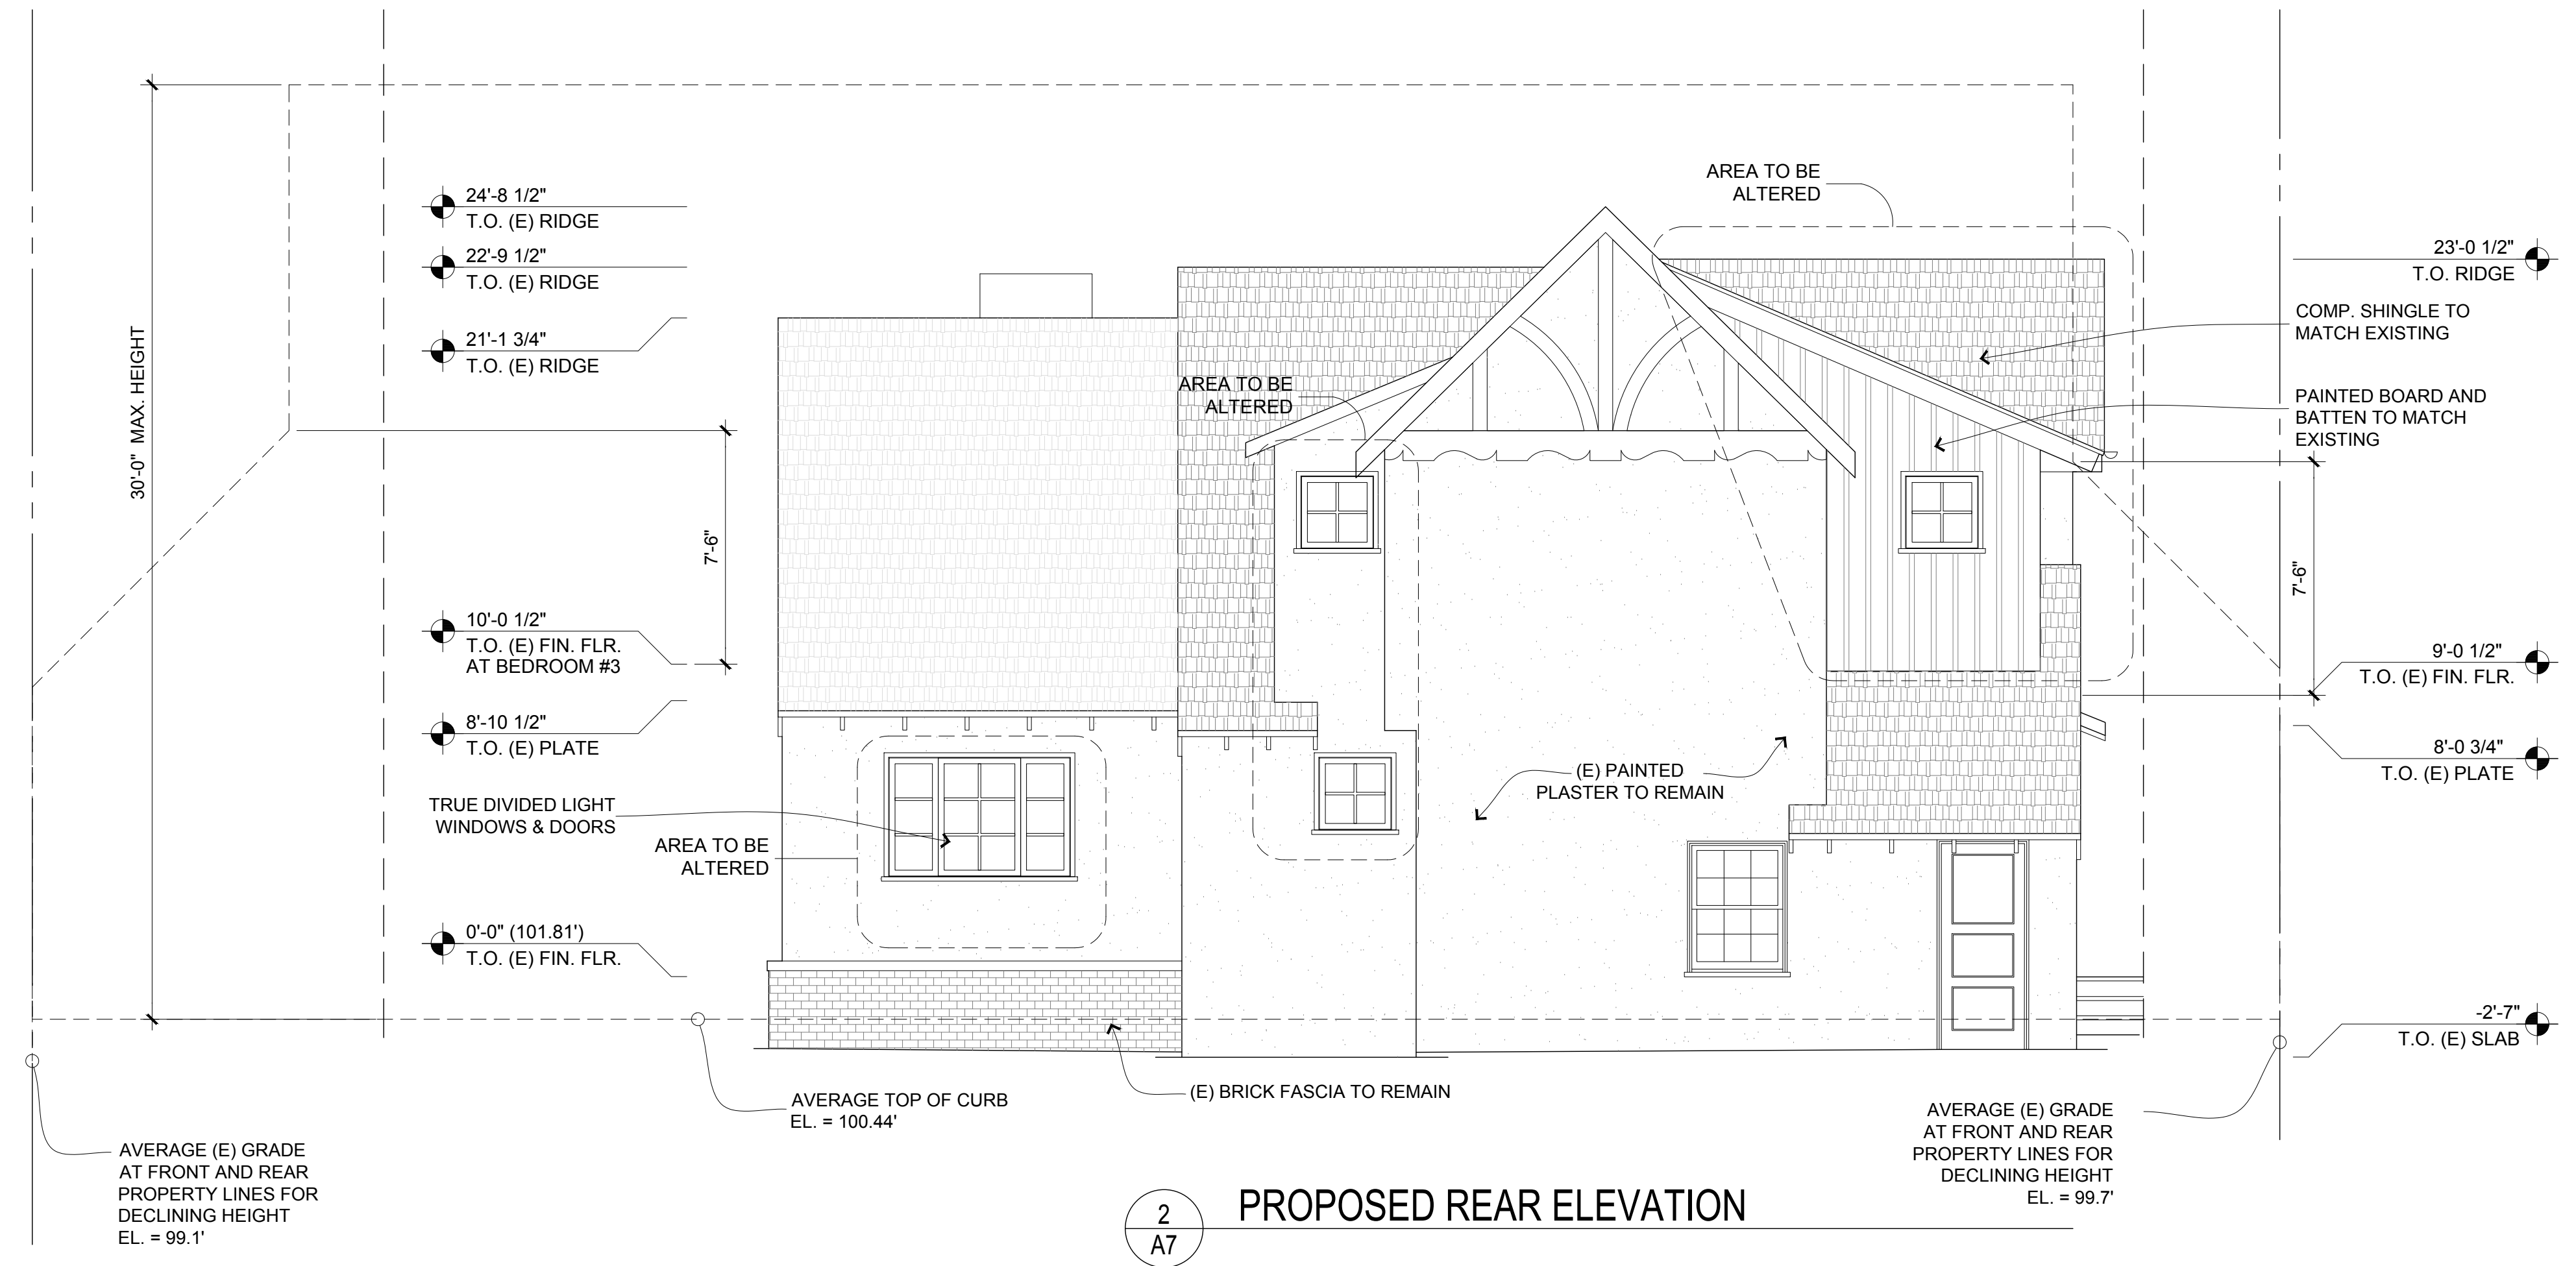 AREA TO BE
ALTERED
24'-8 1/2"
T.O. (E) RIDGE
22'-9 1/2"
T.O. (E) RIDGE
21'-1 3/4"
T.O. (E) RIDGE
30'-0" MAX. HEIGHT
23'-0 1/2"
T.O. RIDGE
COMP. SHINGLE TO
MATCH EXISTING
PAINTED BOARD AND
BATTEN TO MATCH
EXISTING
AREA TO BE
ALTERED
7'-6"
7'-6"
10'-0 1/2"
T.O. (E) FIN. FLR.
AT BEDROOM #3
9'-0 1/2"
T.O. (E) FIN. FLR.
8'-10 1/2"
T.O. (E) PLATE
8'-0 3/4"
T.O. (E) PLATE
TRUE DIVIDED LIGHT
WINDOWS & DOORS
AREA TO BE
ALTERED
(E) PAINTED
PLASTER TO REMAIN
0'-0" (101.81')
T.O. (E) FIN. FLR.
-2'-7"
T.O. (E) SLAB
AVERAGE TOP OF CURB
EL. = 100.44'
(E) BRICK FASCIA TO REMAIN
AVERAGE (E) GRADE
AT FRONT AND REAR
PROPERTY LINES FOR
DECLINING HEIGHT
EL. = 99.1'
AVERAGE (E) GRADE
AT FRONT AND REAR
PROPERTY LINES FOR
DECLINING HEIGHT
EL. = 99.7'
2
A7
PROPOSED REAR ELEVATION